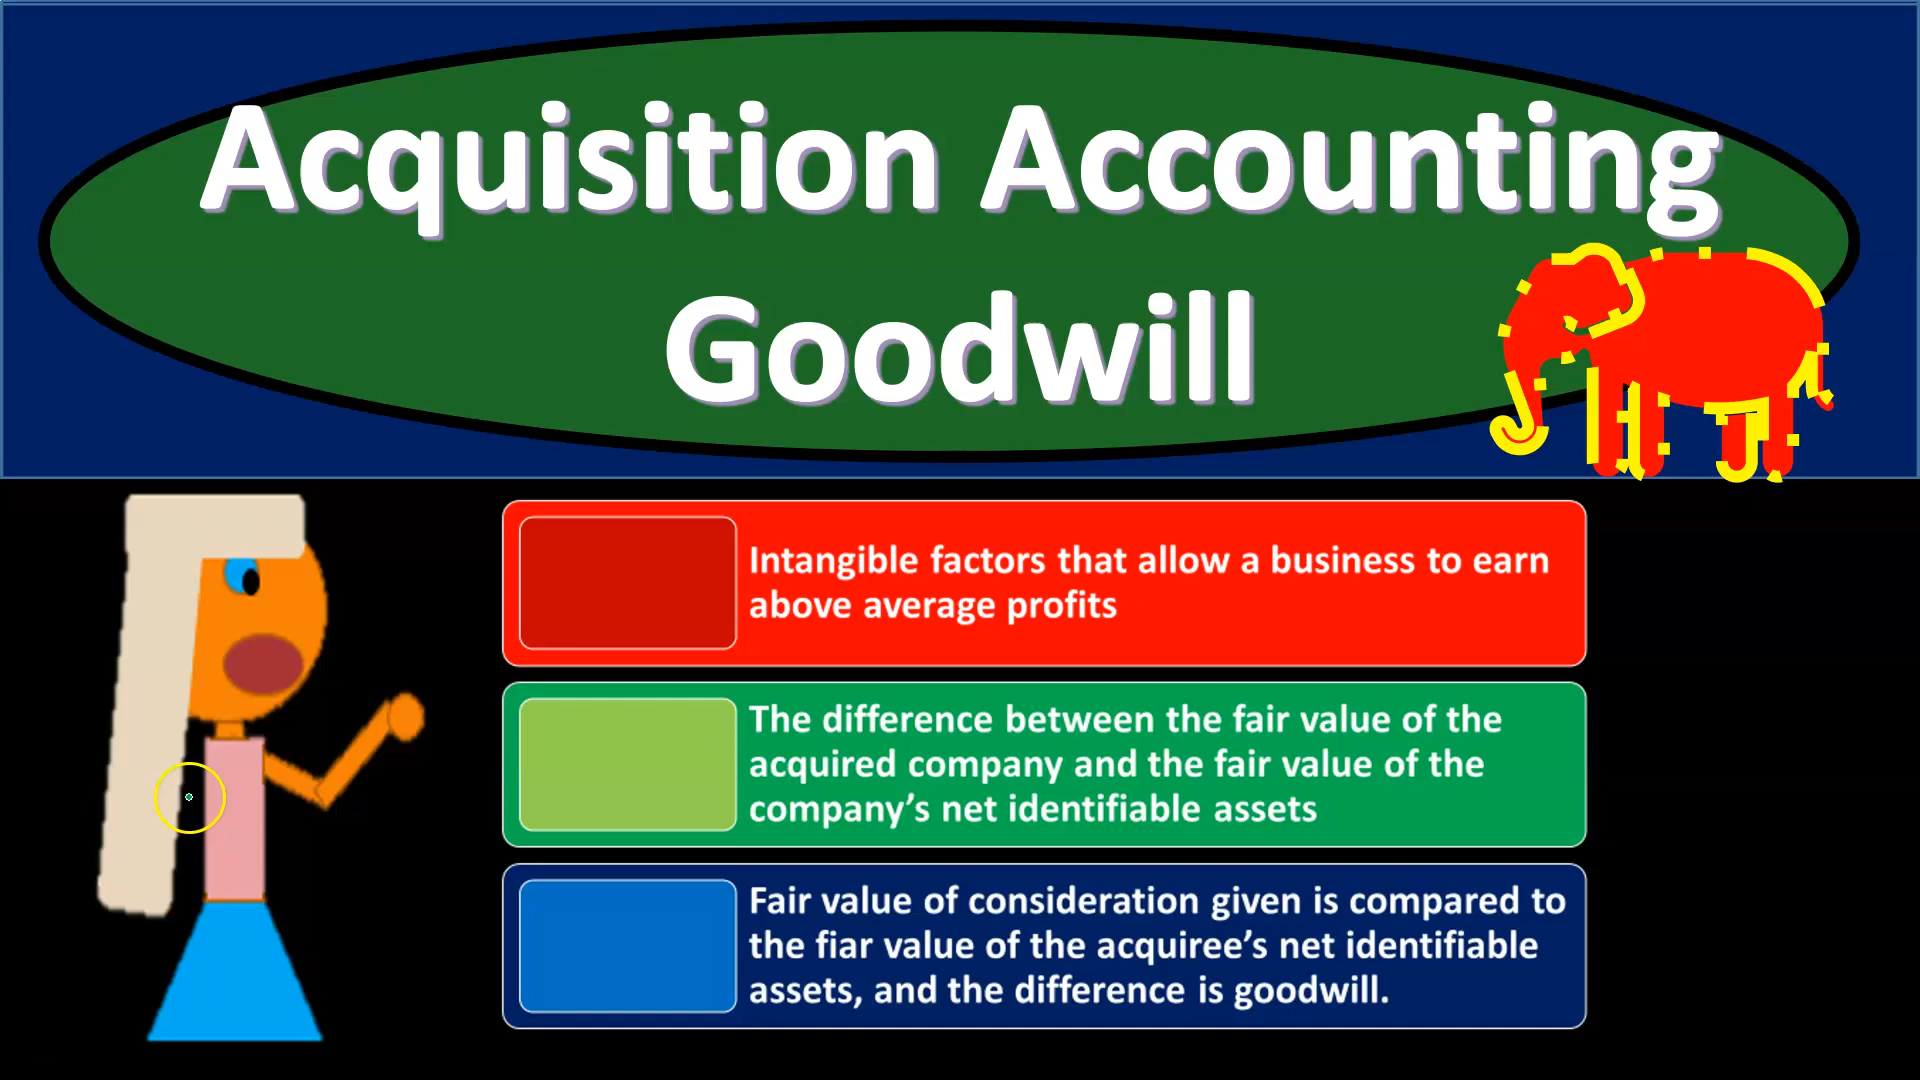 Acquisition Accounting
Goodwill
Intangible factors that allow a business to earn
above average profits
The difference between the fair value of the
acquired company and the fair value of the
company’s net identifiable assets
Fair value of consideration given is compared to
the fiar value of the acquiree’s net identifiable
assets, and the difference is goodwill.